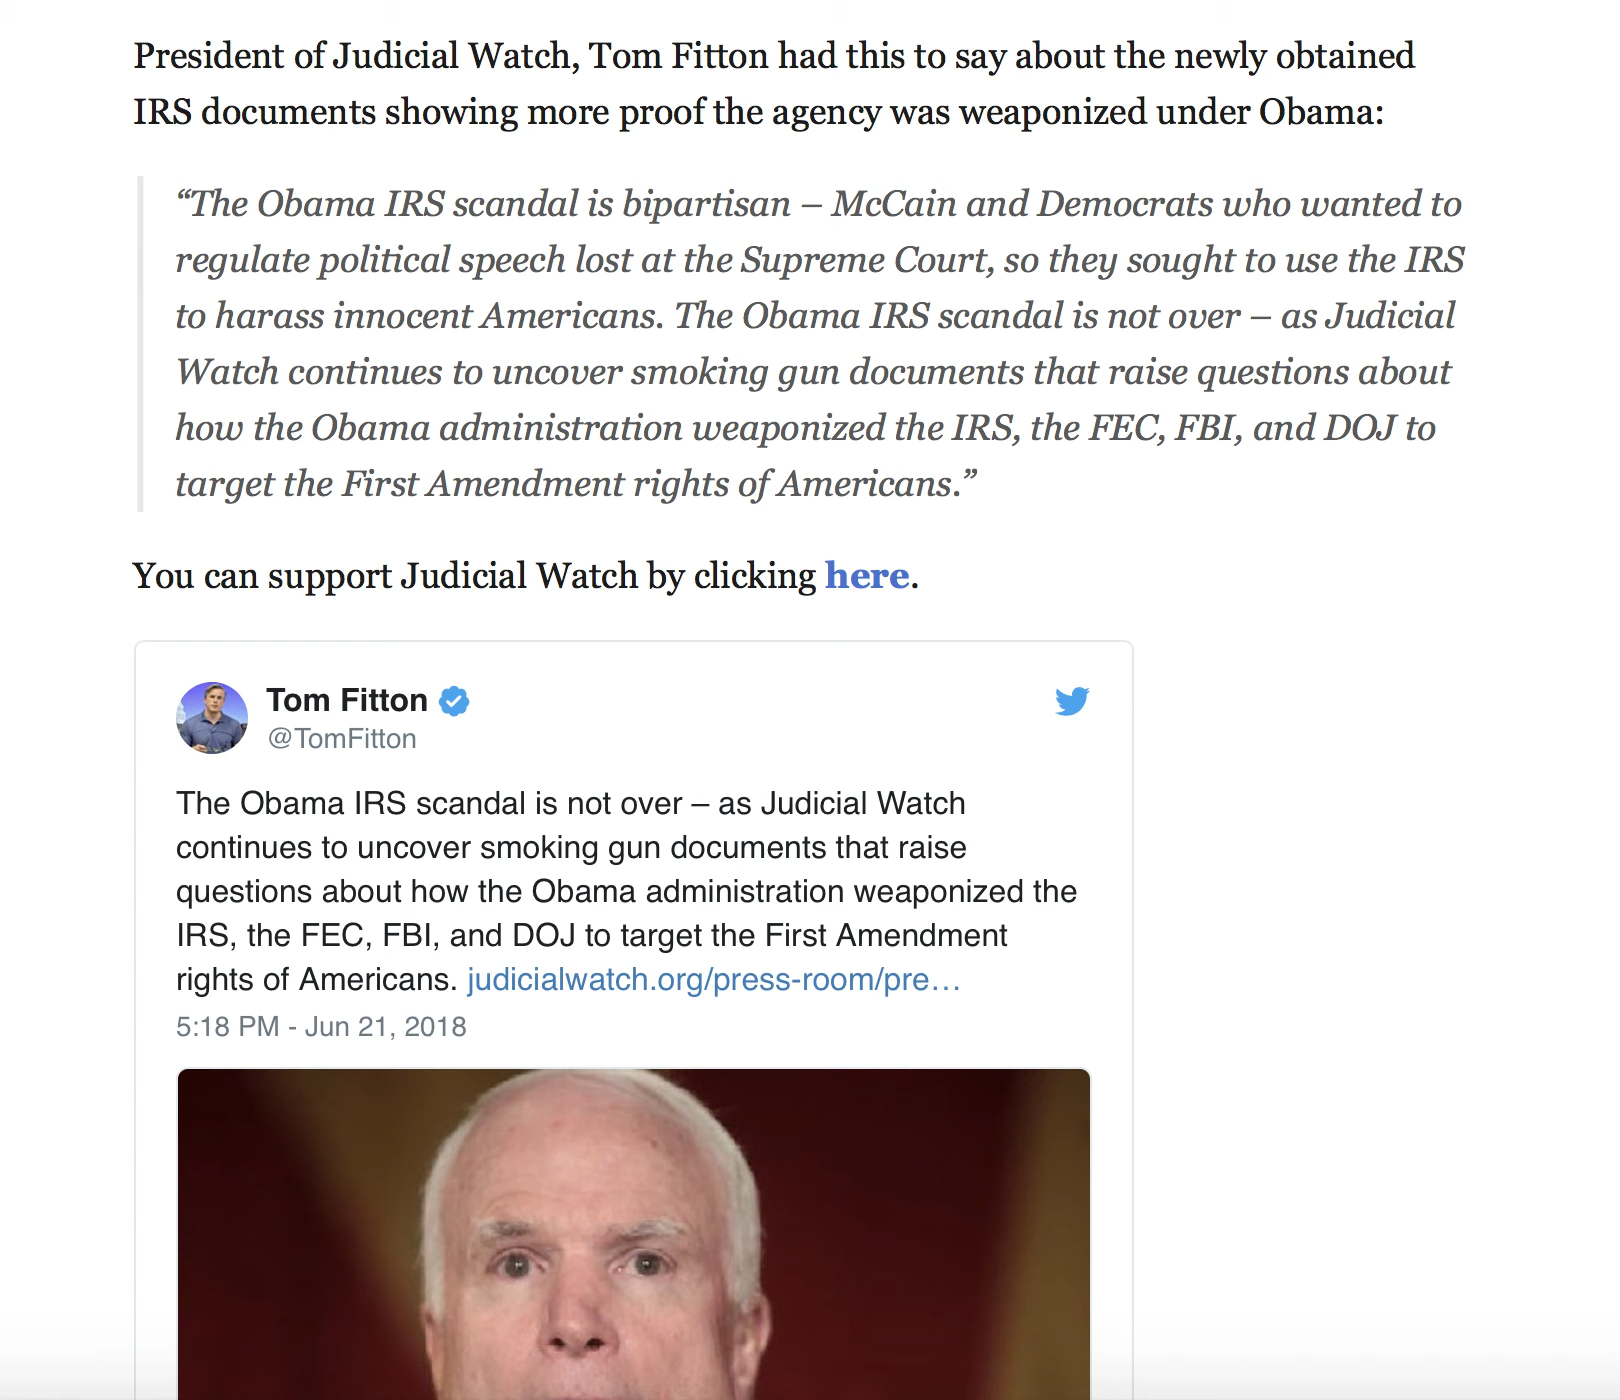 President of Judicial Watch, Tom Fitton had this to say about the newly obtained
IRS documents showing more proof the agency was weaponized under Obama:
“The Obama IRS scandal is bipartisan – McCain and Democrats who wanted to
regulate political speech lost at the Supreme Court, so they sought to use the IRS
to harass innocent Americans. The Obama IRS scandal is not over – as Judicial
Watch continues to uncover smoking gun documents that raise questions about
how the Obama administration weaponized the IRS, the FEC, FBI, and DOJ to
target the First Amendment rights of Americans.”
You can support Judicial Watch by clicking here.
Tom Fitton
@TomFitton
The Obama IRS scandal is not over – as Judicial Watch
continues to uncover smoking gun documents that raise
questions about how the Obama administration weaponized the
IRS, the FEC, FBI, and DOJ to target the First Amendment
rights of Americans. judicialwatch.org/press-room/pre…
5:18 PM - Jun 21, 2018